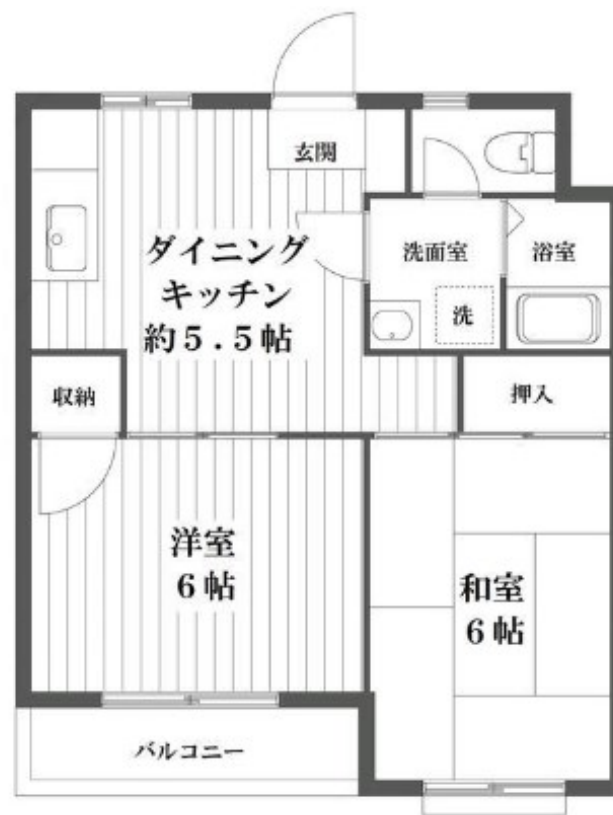 玄関
ダイニング
キッチン
約5.5帖
洗面室
浴室
洗
収納
押入
洋室
6帖
和室
6帖
バルコニー